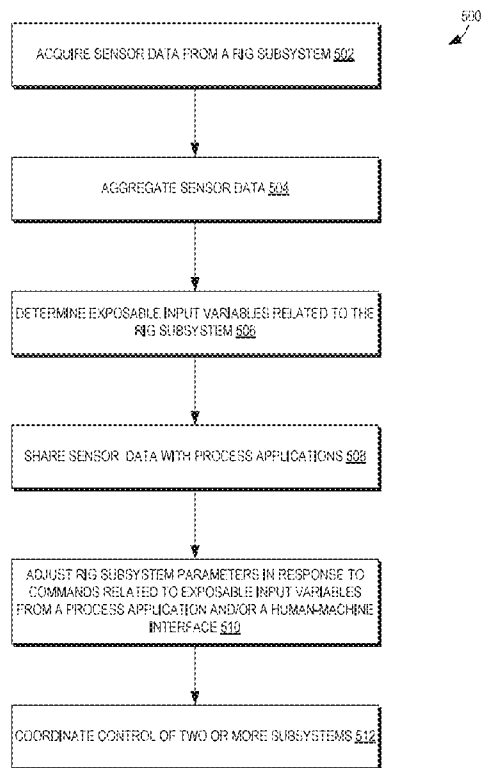 500
ACQUIRE SENSOR DATA FROM A RIG SUBSYSTEM 502
AGGREGATE SENSOR DATA 504
DETERMINE EXPOSABLE INPUT VARIABLES RELATED TO THE
RIG SUBSYSTEM 506
SHARE SENSOR DATA WITH PROCESS APPLICATIONS 508
ADJUST RIG SUBSYSTEM PARAMETERS IN RESPONSE TO
COMMANDS RELATED TO EXPOSABLE INPUT VARIABLES
FROM A PROCESS APPLICATION AND/OR A HUMAN-MACHINE
INTERFACE 510
COORDINATE CONTROL OF TWO OR MORE SUBSYSTEMS 512